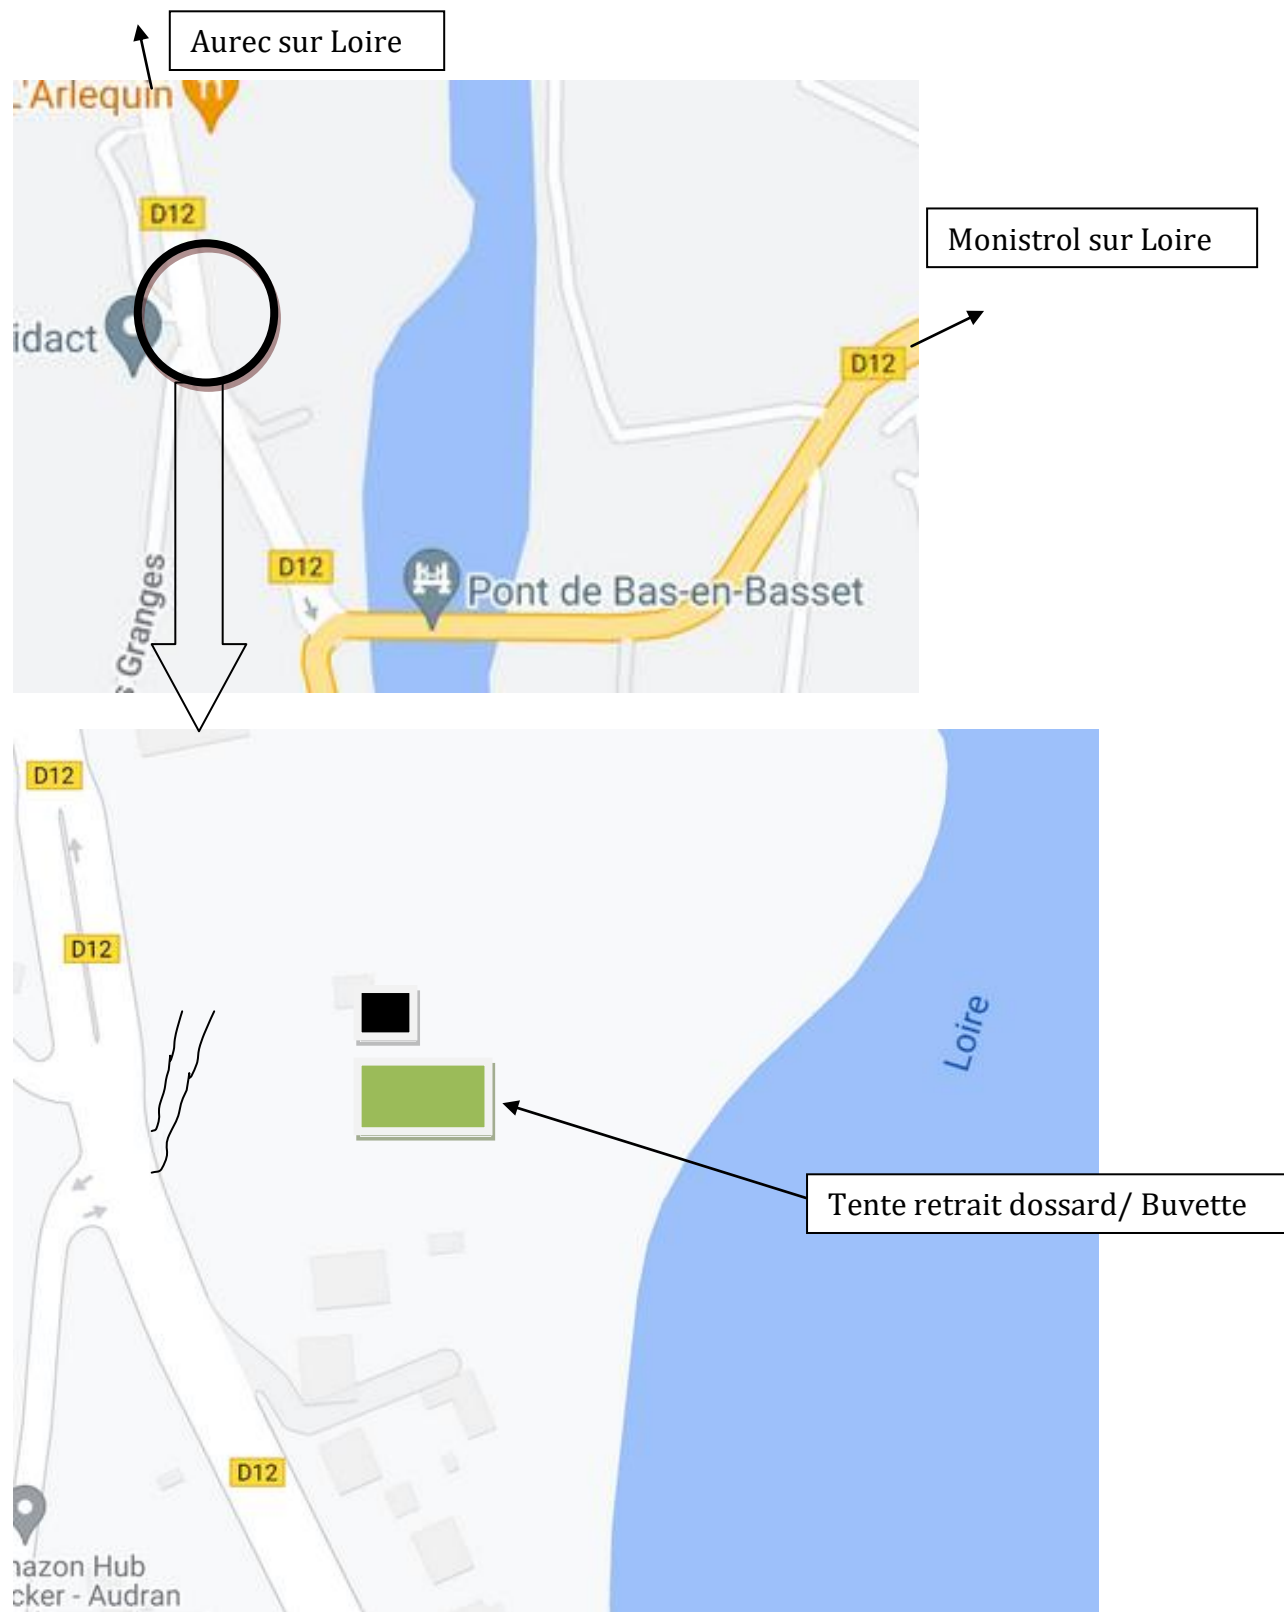 Aurec sur Loire
L'Arlequin
D12
Monistrol sur Loire
idact
D12
D12
Pont de Bas-en-Basset
s Granges
D12
D12
Loire
Tente retrait dossard/ Buvette
D12
nazon Hub
cker - Audran